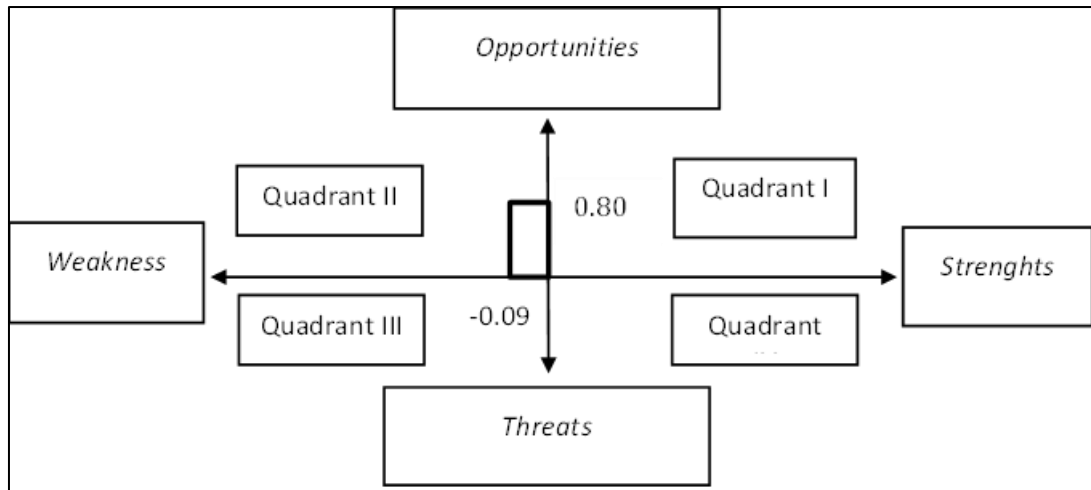 Opportunities
Quadrant II
Quadrant I
0.80
Weakness
Strenghts
Quadrant III
-0.09
Quadrant
Threats